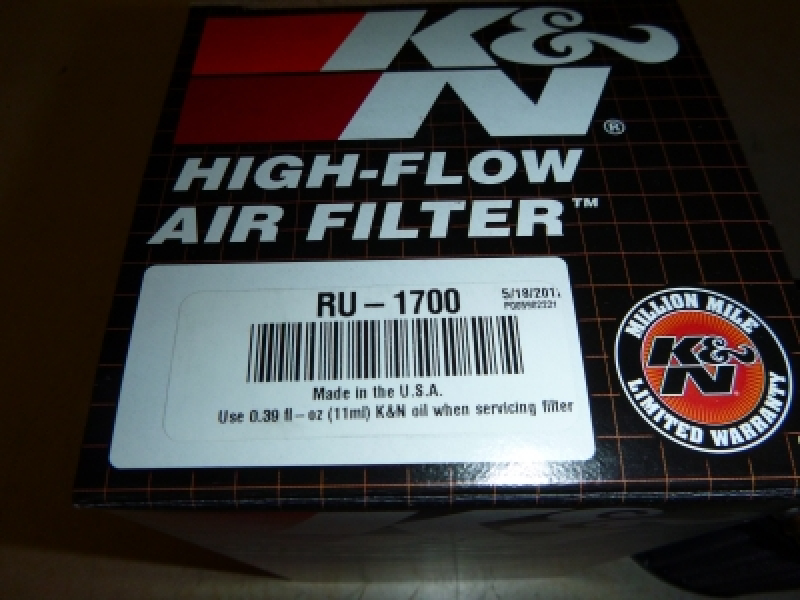 K&N®
HIGH-FLOW
AIR FILTER™
RU-1700
Made in the U.S.A.
Use 0.39 fl-oz (11ml) K&N oil when servicing filter
MILLION MILE
K&N
LIMITED WARRANTY
K&